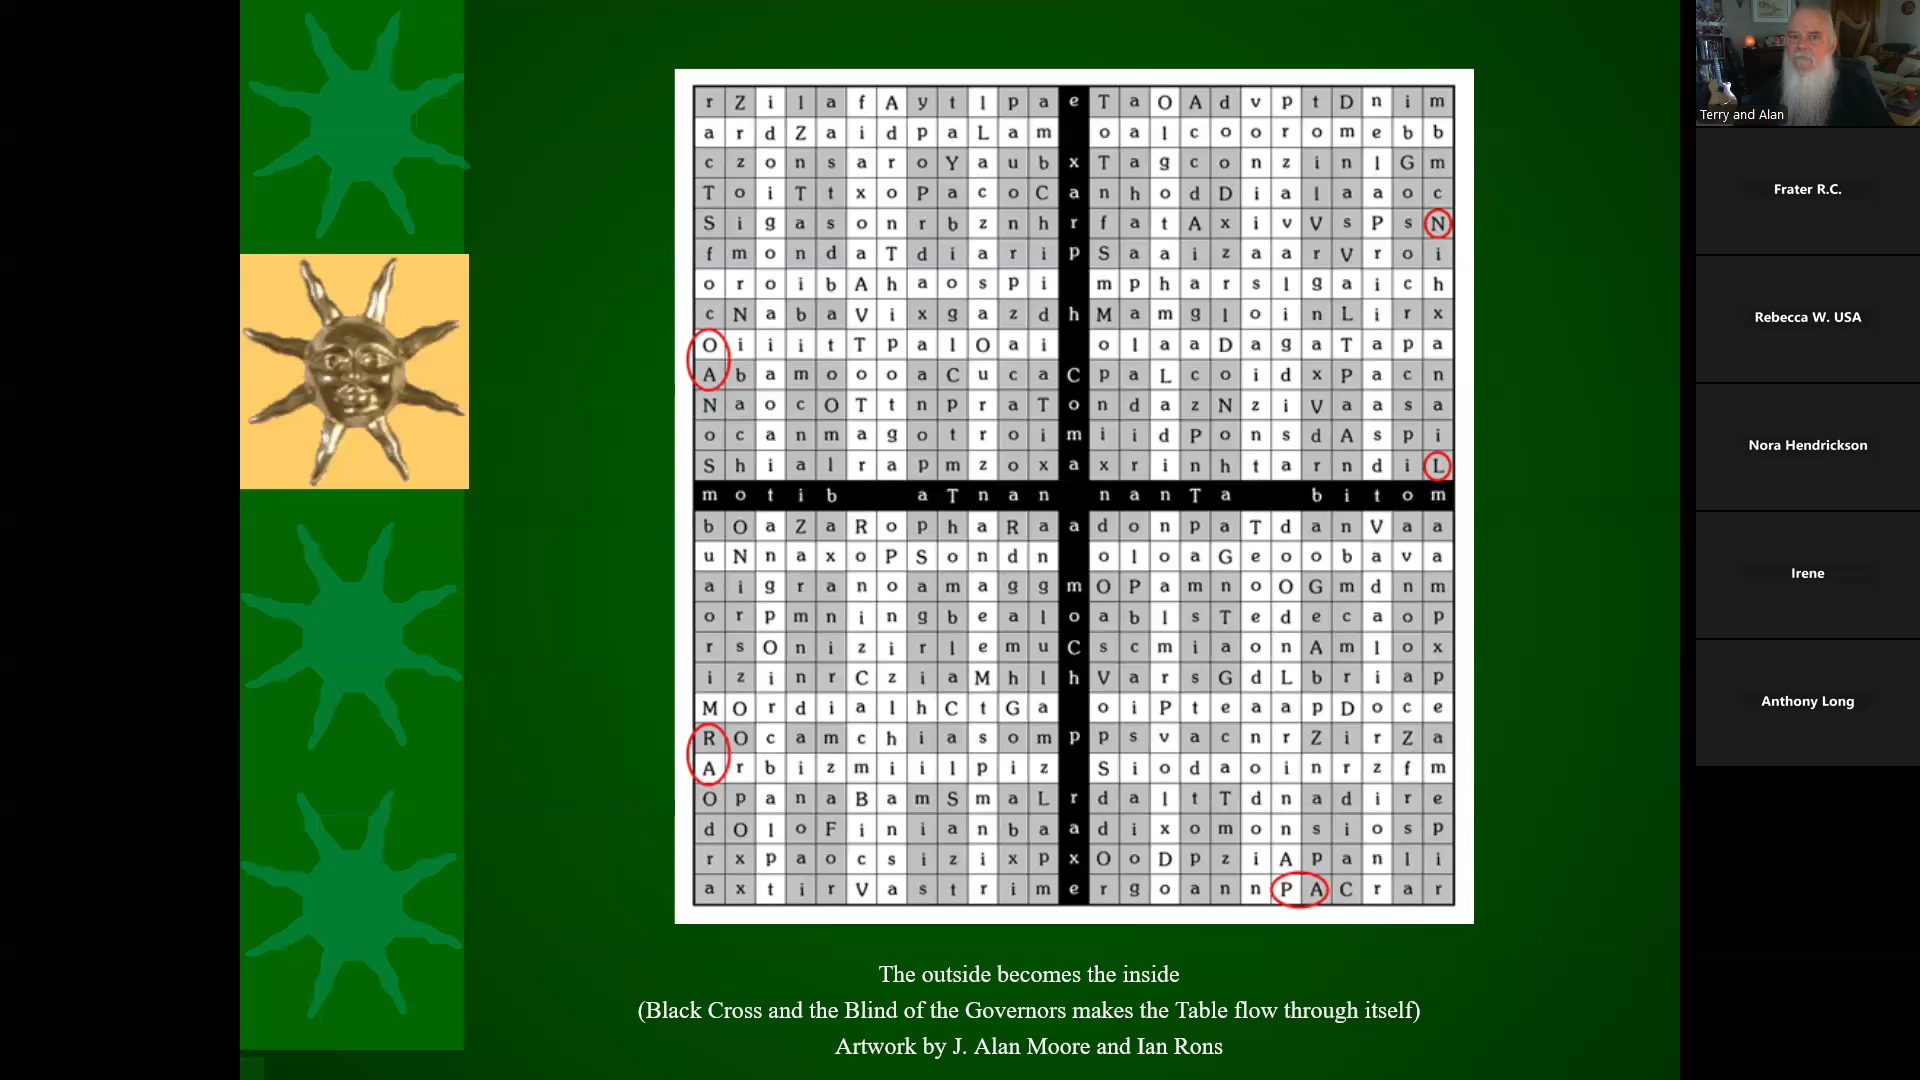 r Z i l a f A y t l p a e T a O A d v p t D n i m
a r d Z a i d p a L a m o a l c o o r o m e b b
c z o n s a r o Y a u b x T a g c o n z i n l G m
T o i T t x o P a c o C a n h o d D i a l a a o c
S i g a s o n r b z n h r f a t A x i v V s P s N
f m o n d a T d i a r i p S a a i z a a r V r o i
o r o i b A h a o s p i m p h a r s l g a i c h
c N a b a V i x g a z d h M a m g l o i n L i r x
O i i i t T p a l O a i o l a a D a g a T a p a
A b a m o o o a C u c a C p a L c o i d x P a c n
N a o c O T t n p r a T o n d a z N z i V a a s a
o c a n m a g o t r o i m i i d P o n s d A s p i
S h i a l r a p m z o x a x r i n h t a r n d i L
m o t i b a T n a n n a n T a b i t o m
b O a Z a R o p h a R a a d o n p a T d a n V a a
u N n a x o P S o n d n o l o a G e o o b a v a
a i g r a n o a m a g g m O P a m n o O G m d n m
o r p m n i n g b e a l o a b l s T e d e c a o p
r s O n i z i r l e m u C s c m i a o n A m l o x
i z i n r C z i a M h l h V a r s G d L b r i a p
M O r d i a l h C t G a o i P t e a a p D o c e
R O c a m c h i a s o m p p s v a c n r Z i r Z a
A r b i z m i i l p i z S i o d a o i n r z f m
O p a n a B a m S m a L r d a l t T d n a d i r e
d O l o F i n i a n b a a d i x o m o n s i o s p
r x p a o c s i z i x p x O o D p z i A p a n l i
a x t i r V a s t r i m e r g o a n n P A C r a r
The outside becomes the inside
(Black Cross and the Blind of the Governors makes the Table flow through itself)
Artwork by J. Alan Moore and Ian Rons
Terry and Alan
Frater R.C.
Rebecca W. USA
Nora Hendrickson
Irene
Anthony Long